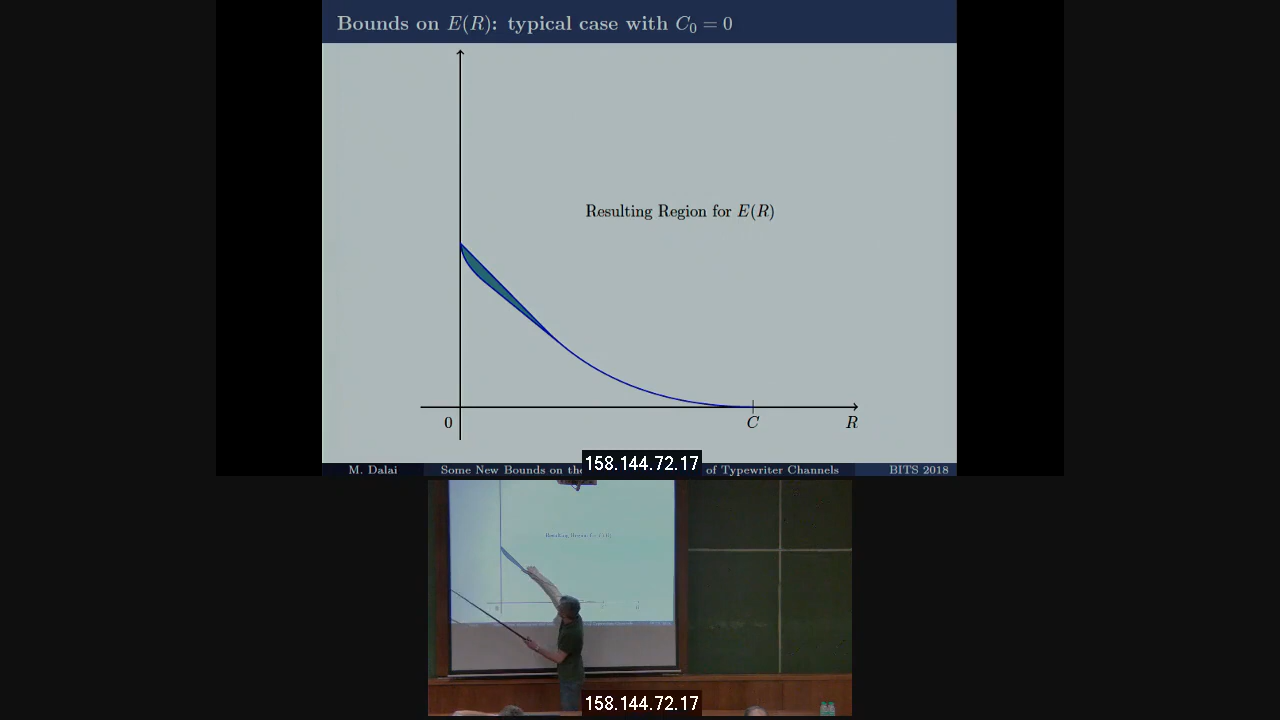 Bounds on E(R): typical case with C₀ = 0
Resulting Region for E(R)
0
C
R
M. Dalai
Some New Bounds on the
of Typewriter Channels
BITS 2018
158.144.72.17
158.144.72.17